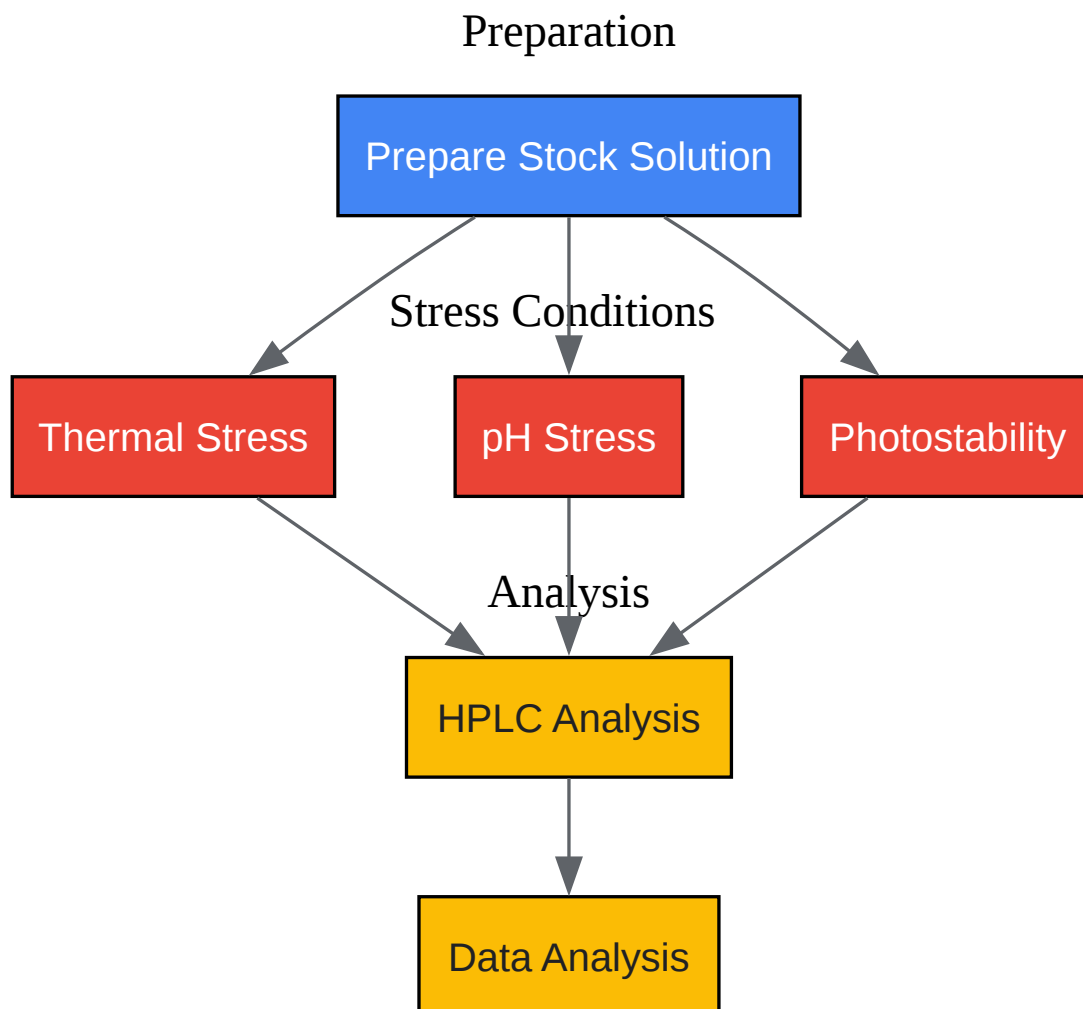 Preparation
Prepare Stock Solution
Stress Conditions
Thermal Stress
pH Stress
Photostability
Analysis
HPLC Analysis
Data Analysis